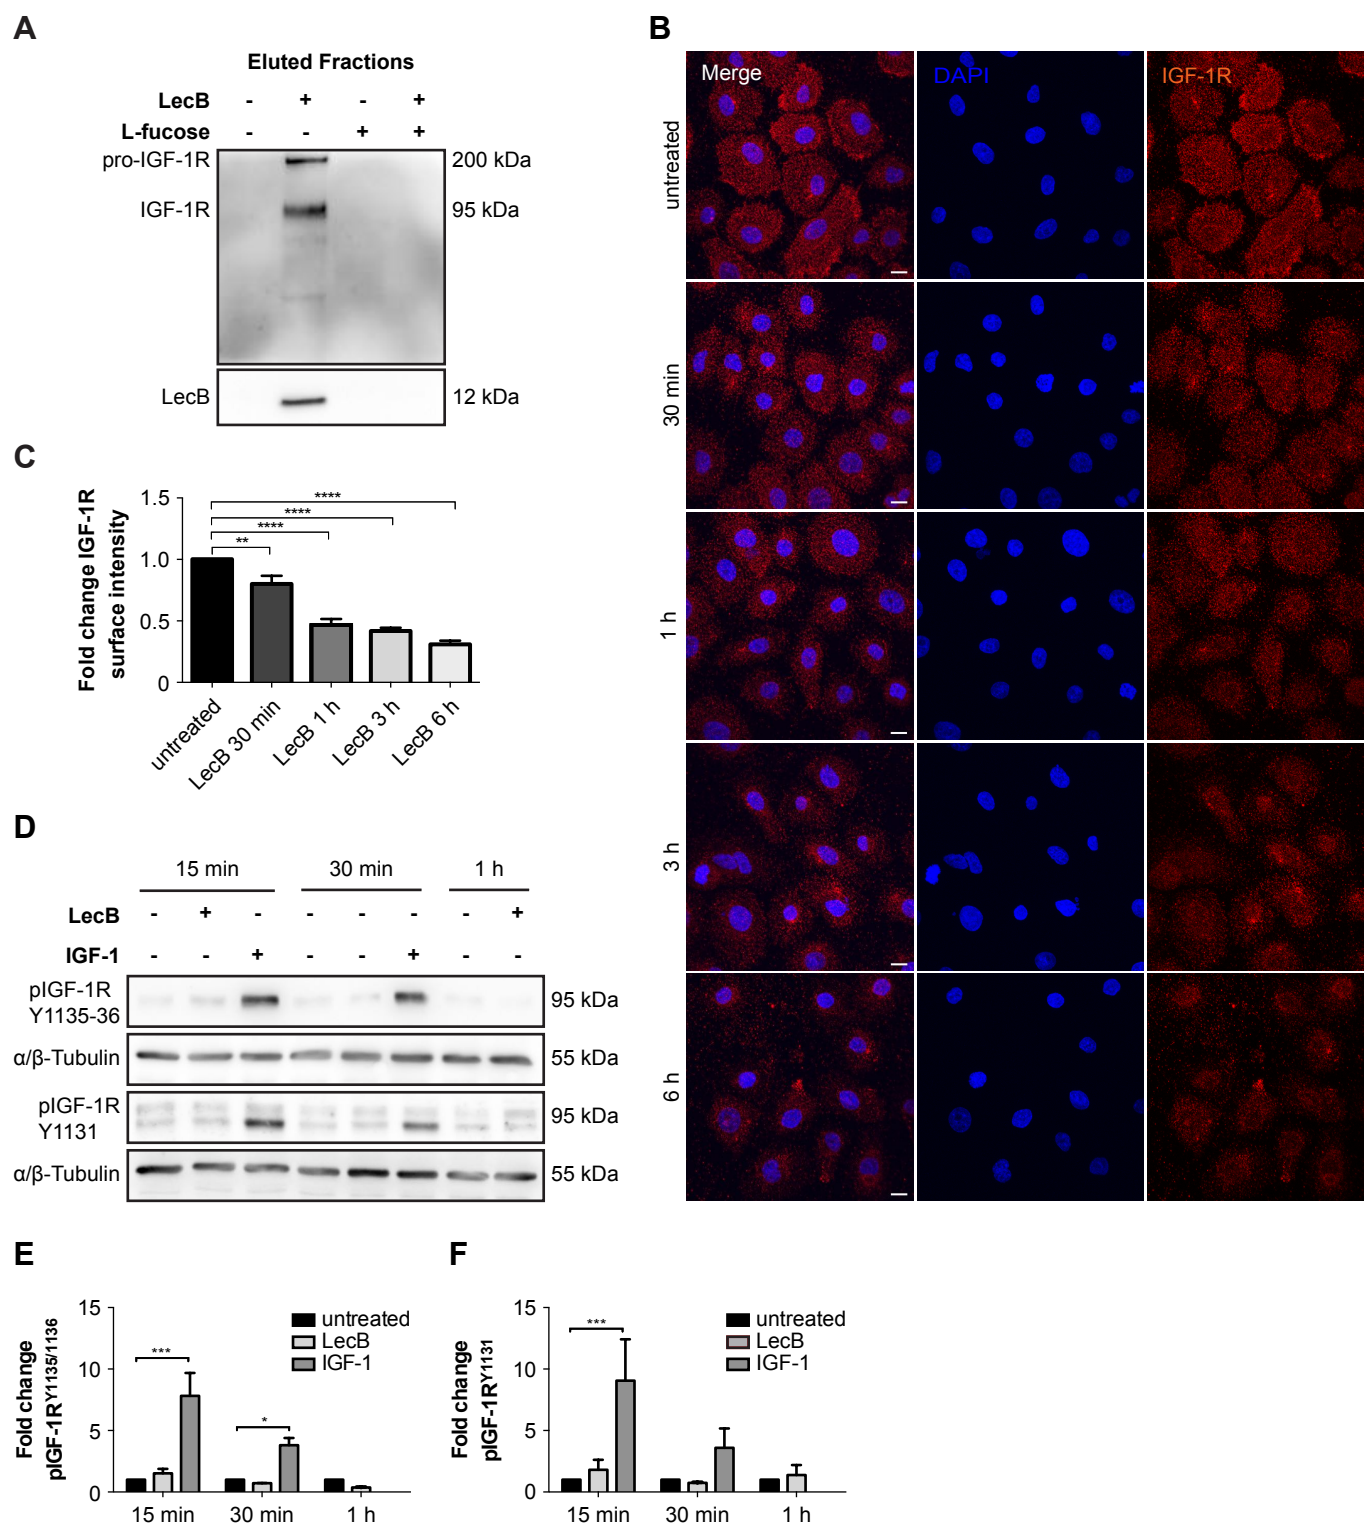 A
Eluted Fractions
LecB - + - +
L-fucose - - + +
pro-IGF-1R 200 kDa
IGF-1R 95 kDa
LecB 12 kDa
B
Merge DAPI IGF-1R
untreated
30 min
1 h
3 h
6 h
C
Fold change IGF-1R
surface intensity
1.5
1.0
0.5
0
**
****
****
****
untreated
LecB 30 min
LecB 1 h
LecB 3 h
LecB 6 h
D
15 min 30 min 1 h
LecB - + - - - - - +
IGF-1 - - + - - + - -
pIGF-1R
Y1135-36
95 kDa
α/β-Tubulin 55 kDa
pIGF-1R
Y1131
95 kDa
α/β-Tubulin 55 kDa
E
Fold change
pIGF-1RY1135/1136
15
10
5
0
***
*
untreated
LecB
IGF-1
15 min 30 min 1 h
F
Fold change
pIGF-1RY1131
15
10
5
0
***
untreated
LecB
IGF-1
15 min 30 min 1 h